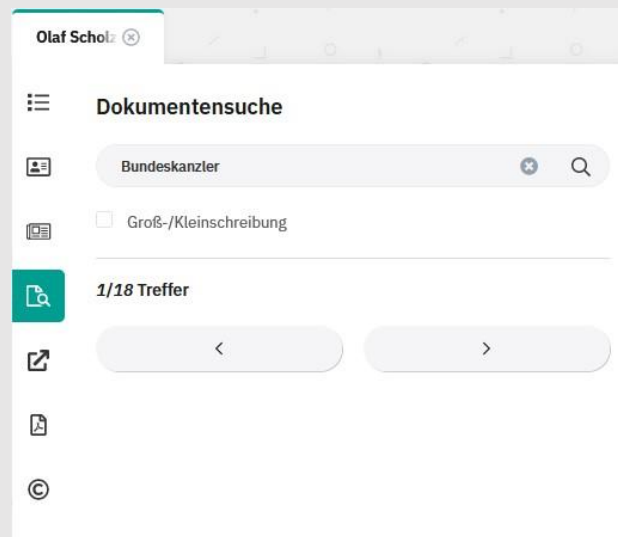 Olaf Scholz
Dokumentensuche
Bundeskanzler
Groß-/Kleinschreibung
1/18 Treffer